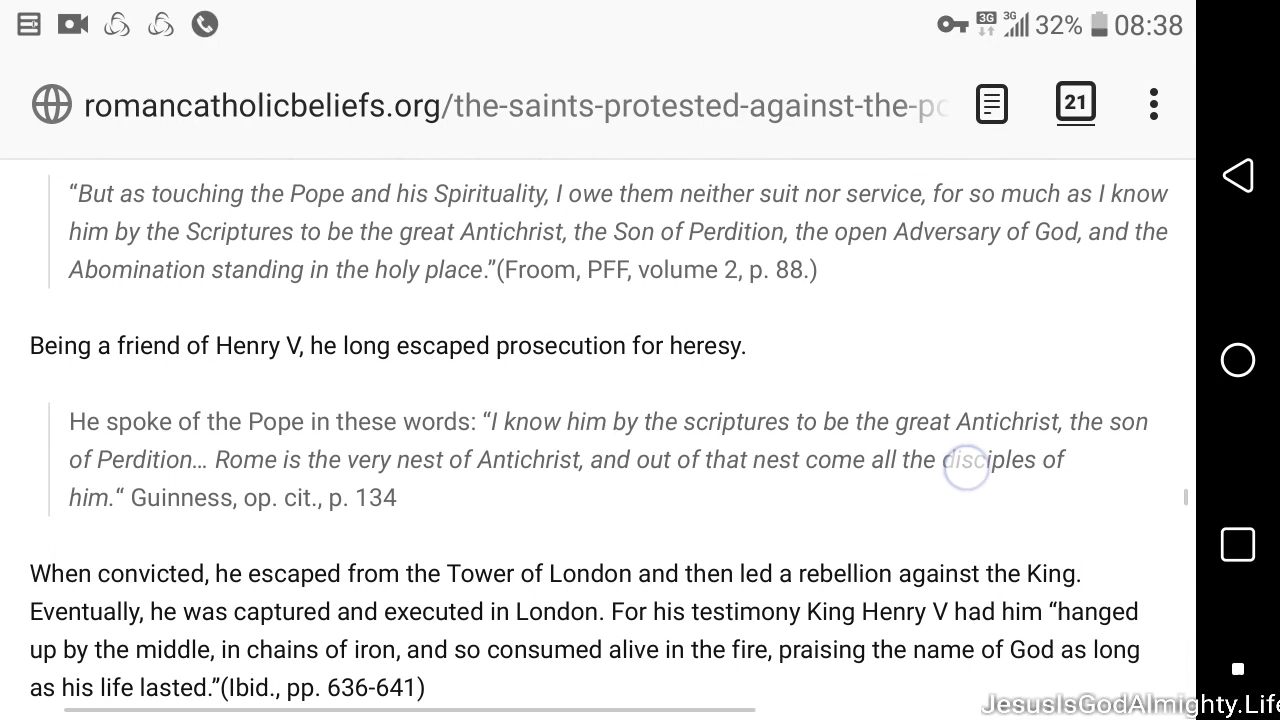 3G 3G 32% 08:38
romancatholicbeliefs.org/the-saints-protested-against-the-po
21
“But as touching the Pope and his Spirituality, I owe them neither suit nor service, for so much as I know
him by the Scriptures to be the great Antichrist, the Son of Perdition, the open Adversary of God, and the
Abomination standing in the holy place.”(Froom, PFF, volume 2, p. 88.)
Being a friend of Henry V, he long escaped prosecution for heresy.
He spoke of the Pope in these words: “I know him by the scriptures to be the great Antichrist, the son
of Perdition… Rome is the very nest of Antichrist, and out of that nest come all the disciples of
him.“ Guinness, op. cit., p. 134
When convicted, he escaped from the Tower of London and then led a rebellion against the King.
Eventually, he was captured and executed in London. For his testimony King Henry V had him “hanged
up by the middle, in chains of iron, and so consumed alive in the fire, praising the name of God as long
as his life lasted.”(Ibid., pp. 636-641)
JesusIsGodAlmighty.Life